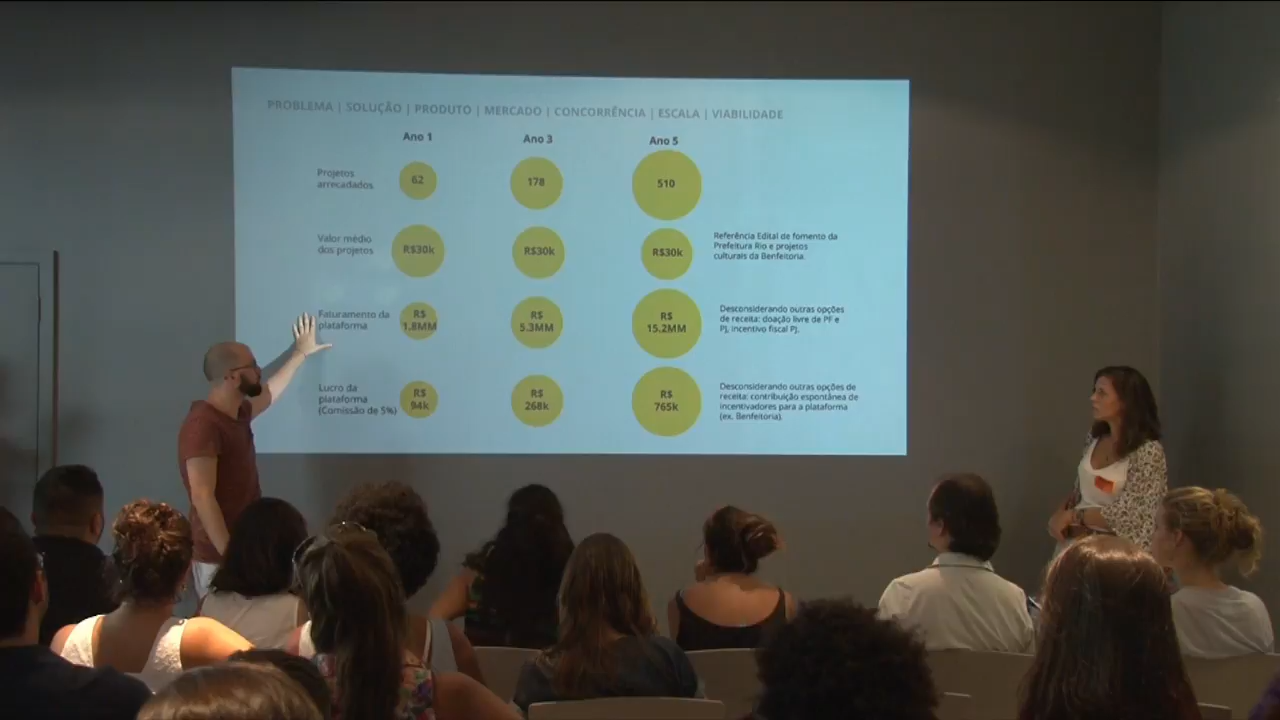 PROBLEMA | SOLUÇÃO | PRODUTO | MERCADO | CONCORRÊNCIA | ESCALA | VIABILIDADE
Ano 1
Ano 3
Ano 5
Projetos
arrecadados
62
178
510
Valor médio
dos projetos
R$30k
R$30k
R$30k
Referência Edital de fomento da
Prefeitura Rio e projetos
culturais da Benfeitoria.
Faturamento da
plataforma
R$
1.8MM
R$
5.3MM
R$
15.2MM
Desconsiderando outras opções
de receita: doação livre de PF e
PJ, incentivo fiscal PJ.
Lucro da
plataforma
(Comissão de 5%)
R$
94k
R$
268k
R$
765k
Desconsiderando outras opções de
receita: contribuição espontânea de
incentivadores para a plataforma
(ex. Benfeitoria).